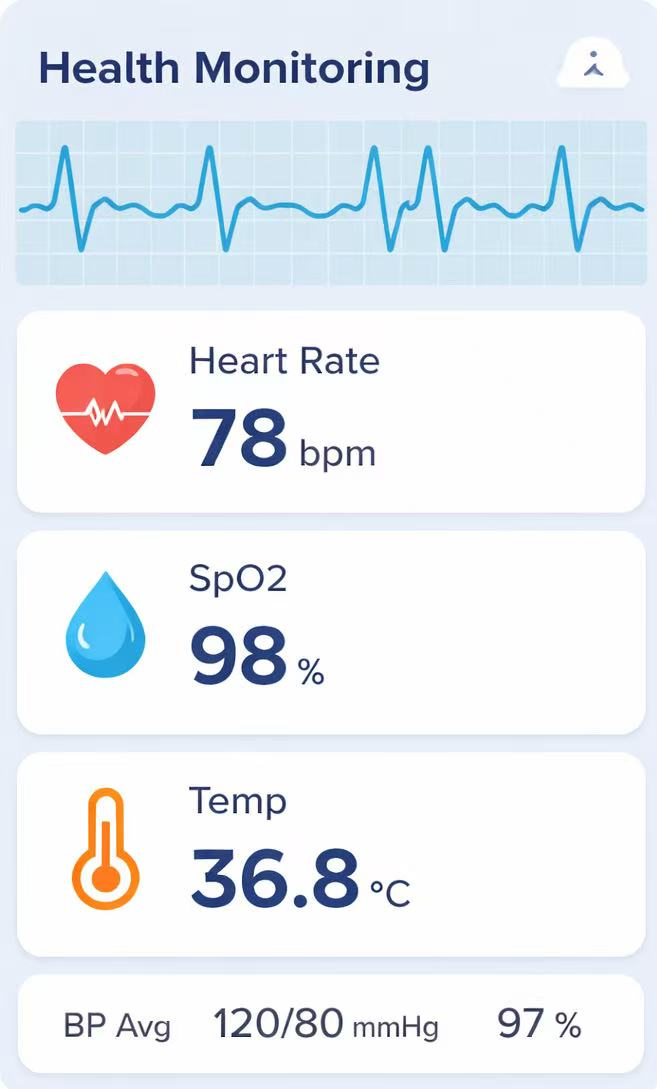 Health Monitoring
Heart Rate
78 bpm
SpO2
98 %
Temp
36.8 °C
BP Avg 120/80 mmHg 97 %